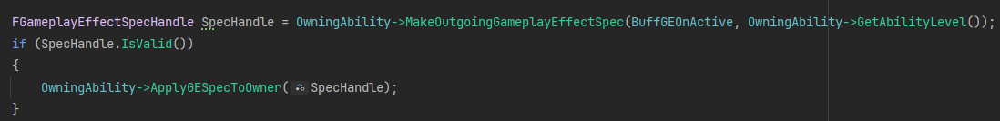 FGameplayEffectSpecHandle SpecHandle = OwningAbility->MakeOutgoingGameplayEffectSpec(BuffGEOnActive, OwningAbility->GetAbilityLevel());
if (SpecHandle.IsValid())
{
    OwningAbility->ApplyGESpecToOwner(SpecHandle);
}